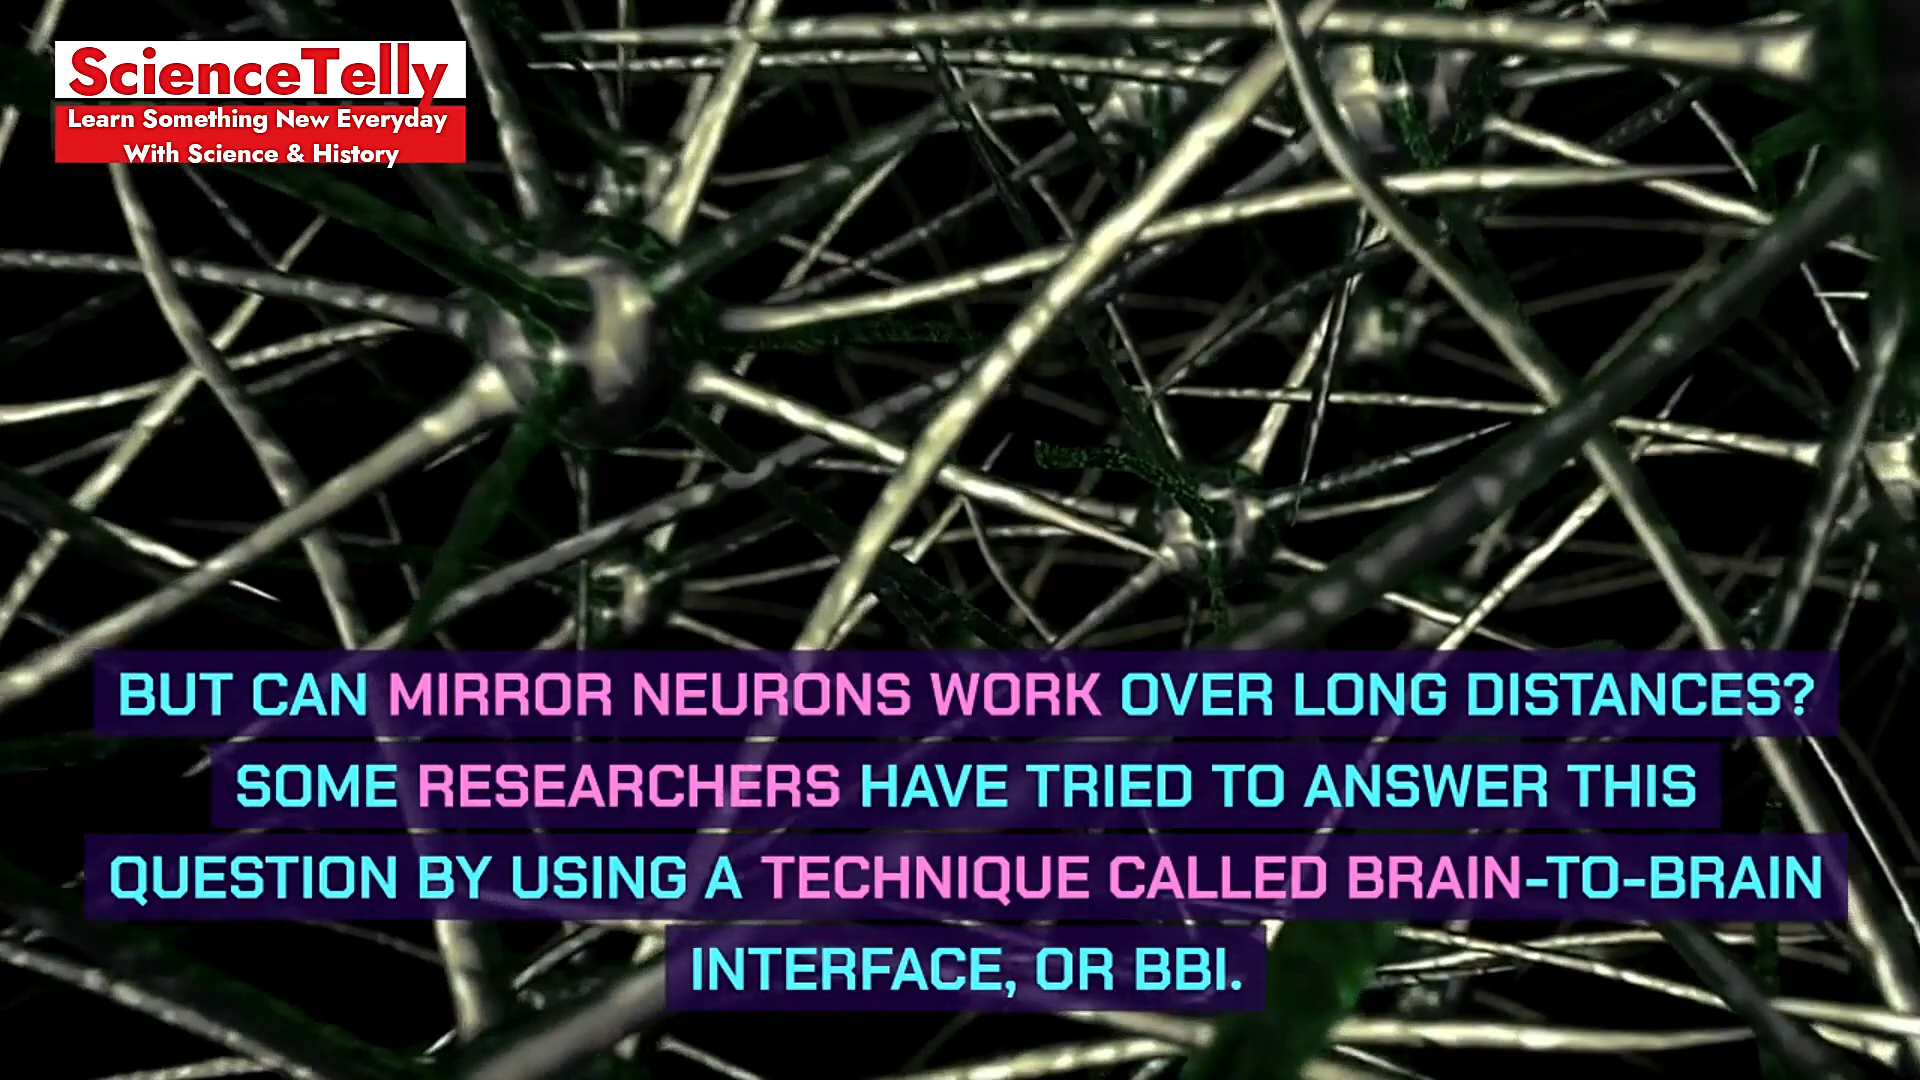 ScienceTelly
Learn Something New Everyday
With Science & History
BUT CAN MIRROR NEURONS WORK OVER LONG DISTANCES?
SOME RESEARCHERS HAVE TRIED TO ANSWER THIS
QUESTION BY USING A TECHNIQUE CALLED BRAIN-TO-BRAIN
INTERFACE, OR BBI.